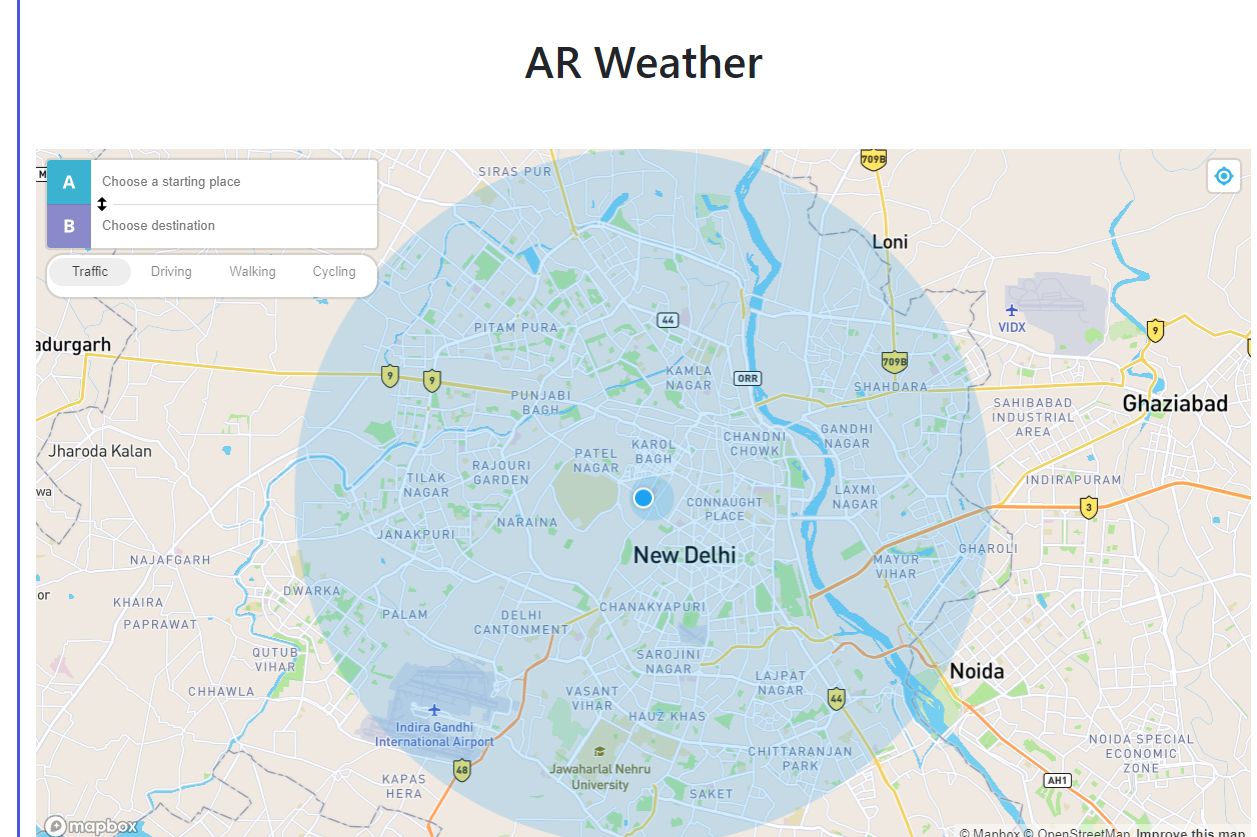 AR Weather
M
A
Choose a starting place
B
Choose destination
Traffic
Driving
Walking
Cycling
SIRAS PUR
709B
Loni
VIDX
9
adurgarh
PITAM PURA
44
9
9
KAMLA
NAGAR
ORR
709B
SHAHDARA
PUNJABI
BAGH
SAHIBABAD
INDUSTRIAL
AREA
Ghaziabad
Jharoda Kalan
KAROL
BAGH
CHANDNI
CHOWK
GANDHI
NAGAR
PATEL
NAGAR
RAJOURI
GARDEN
TILAK
NAGAR
INDIRAPURAM
wa
LAXMI
NAGAR
CONNAUGHT
PLACE
3
NARAINA
JANAKPURI
New Delhi
GHAROLI
NAJAFGARH
MAYUR
VIHAR
or
DWARKA
KHAIRA
PAPRAWAT
PALAM
DELHI
CANTONMENT
CHANAKYAPURI
QUTUB
VIHAR
SAROJINI
NAGAR
Noida
CHHAWLA
LAJPAT
NAGAR
VASANT
VIHAR
44
HAUZ KHAS
Indira Gandhi
International Airport
NOIDA SPECIAL
ECONOMIC
ZONE
CHITTARANJAN
PARK
48
Jawaharlal Nehru
University
KAPAS
HERA
AH1
SAKET
mapbox
© Mapbox © OpenStreetMap Improve this map